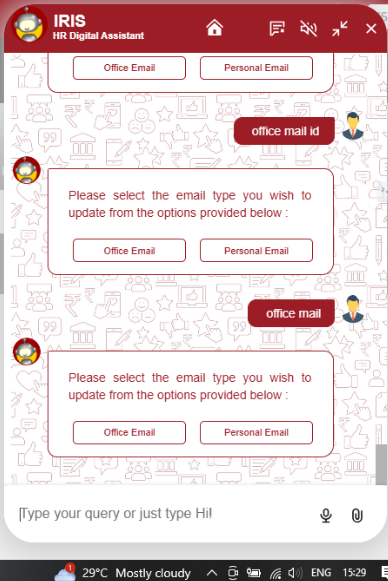 IRIS
HR Digital Assistant
Office Email Personal Email
office mail id
Please select the email type you wish to
update from the options provided below :
Office Email Personal Email
office mail
Please select the email type you wish to
update from the options provided below :
Office Email Personal Email
Type your query or just type Hi!
29°C Mostly cloudy ENG 15:29